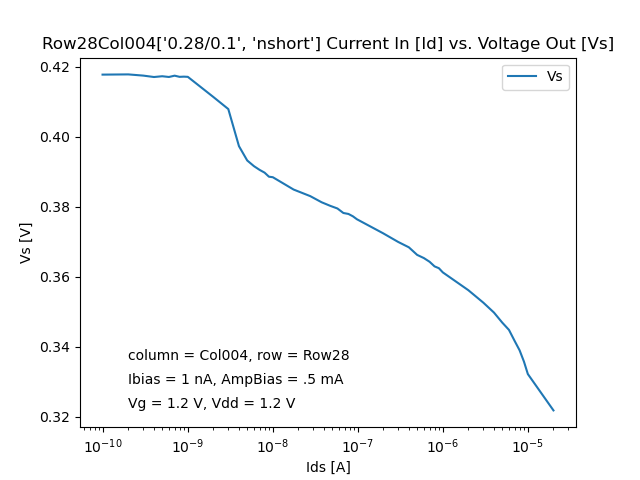 Row28Col004['0.28/0.1', 'nshort'] Current In [Id] vs. Voltage Out [Vs]
Vs
0.42
0.40
0.38
0.36
0.34
0.32
Vs [V]
column = Col004, row = Row28
Ibias = 1 nA, AmpBias = .5 mA
Vg = 1.2 V, Vdd = 1.2 V
10⁻¹⁰ 10⁻⁹ 10⁻⁸ 10⁻⁷ 10⁻⁶ 10⁻⁵
Ids [A]